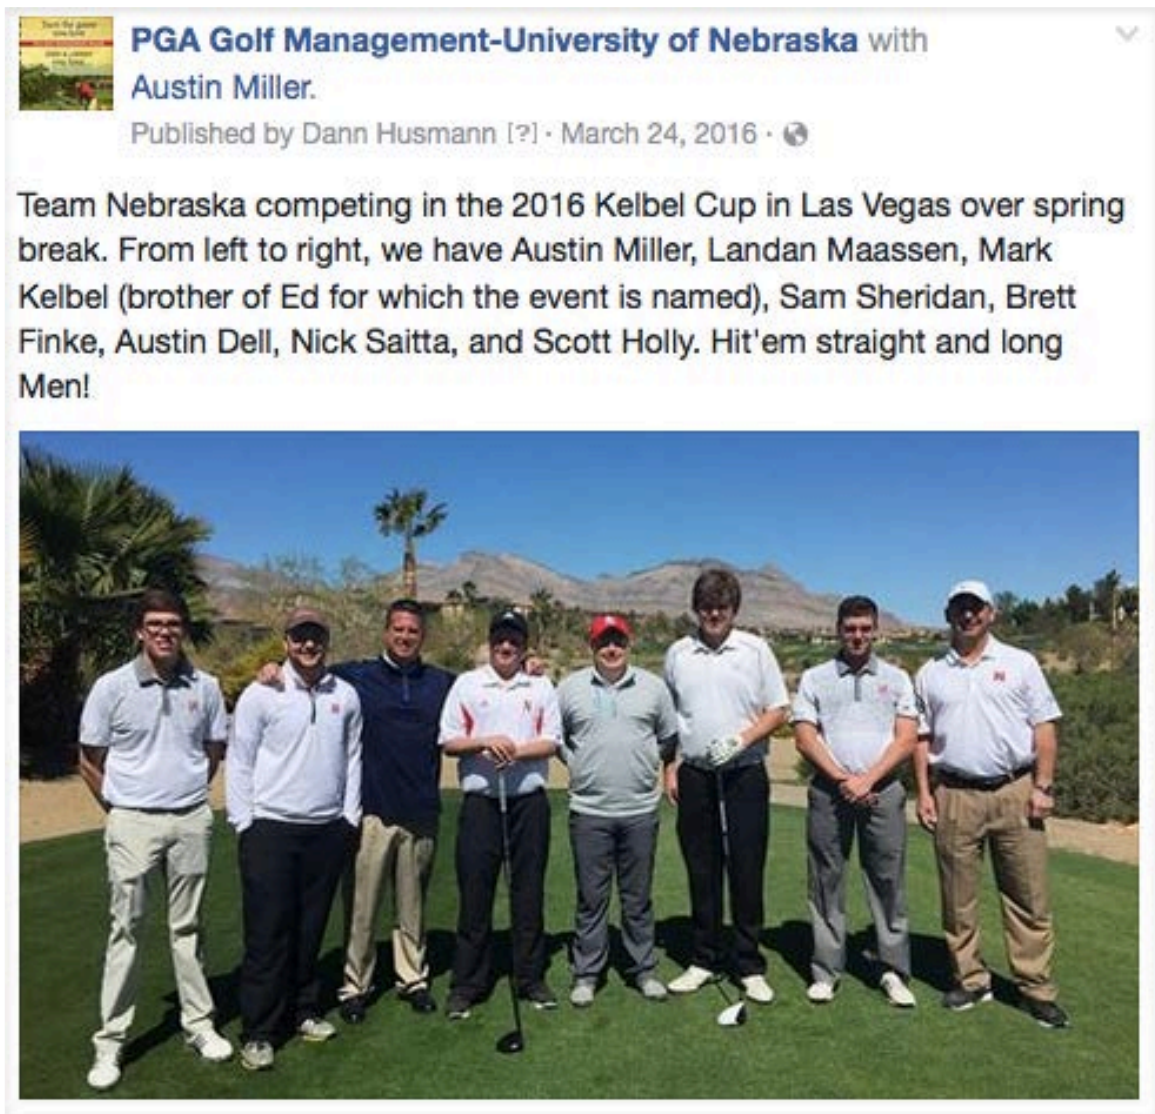 PGA Golf Management-University of Nebraska with
Austin Miller.
Published by Dann Husmann [?] · March 24, 2016 ·
Team Nebraska competing in the 2016 Kelbel Cup in Las Vegas over spring
break. From left to right, we have Austin Miller, Landan Maassen, Mark
Kelbel (brother of Ed for which the event is named), Sam Sheridan, Brett
Finke, Austin Dell, Nick Saitta, and Scott Holly. Hit'em straight and long
Men!
N
N
N
N
N